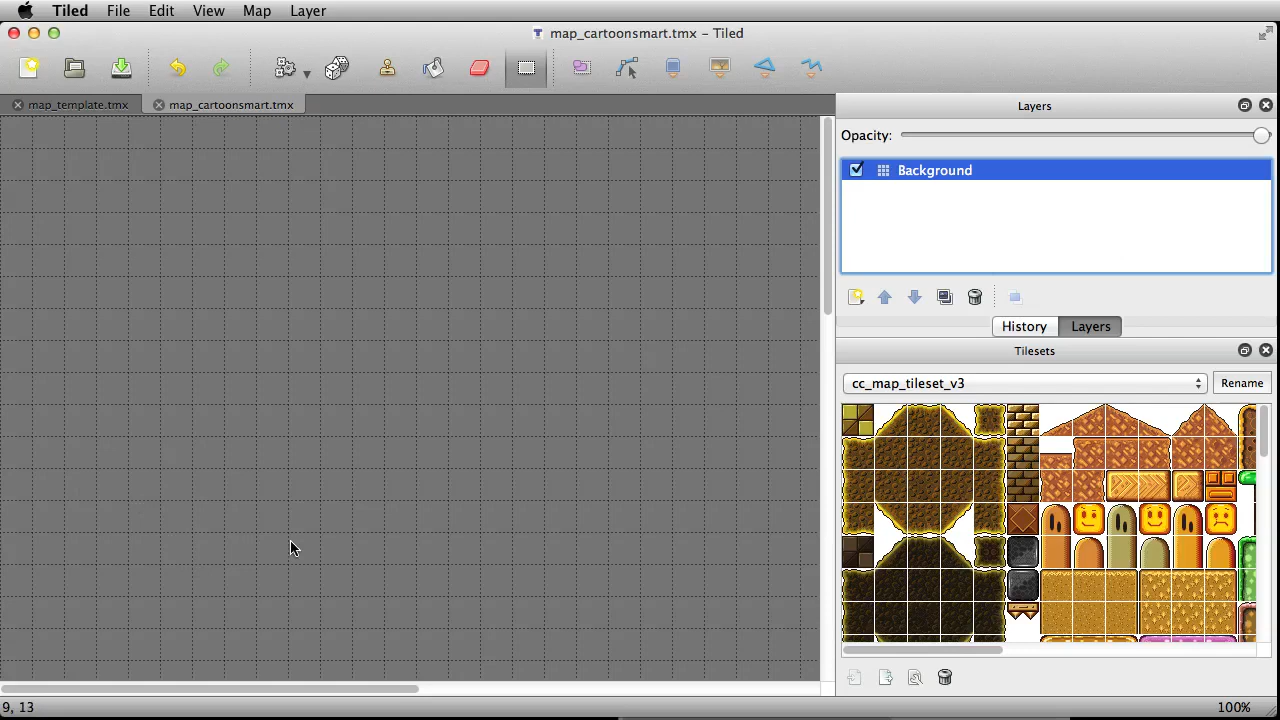 Tiled File Edit View Map Layer
map_cartoonsmart.tmx – Tiled
map_template.tmx map_cartoonsmart.tmx
Layers
Opacity:
Background
History Layers
Tilesets
cc_map_tileset_v3 Rename
9, 13 100%